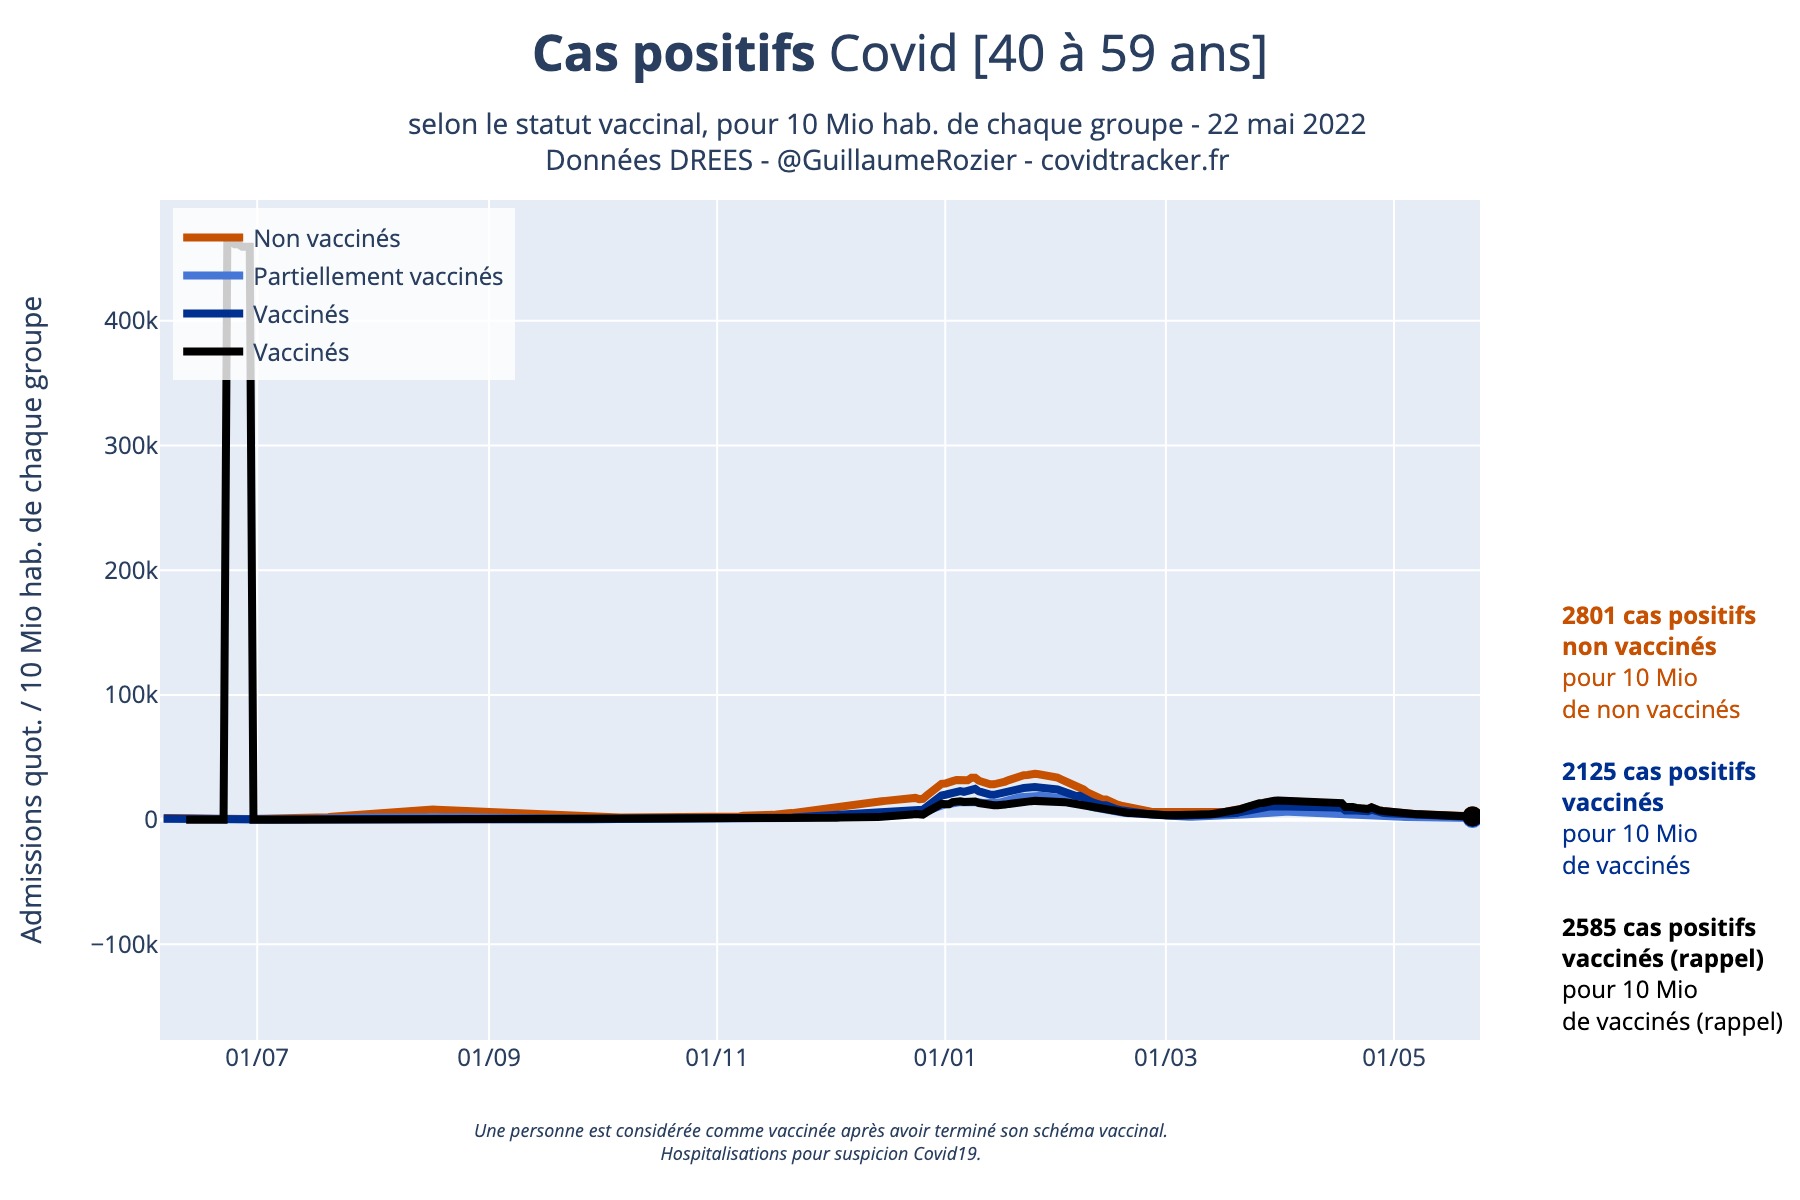 Cas positifs Covid [40 à 59 ans]
selon le statut vaccinal, pour 10 Mio hab. de chaque groupe - 22 mai 2022
Données DREES - @GuillaumeRozier - covidtracker.fr
Admissions quot. / 10 Mio hab. de chaque groupe
Non vaccinés
Partiellement vaccinés
Vaccinés
Vaccinés
400k
300k
200k
100k
0
−100k
01/07
01/09
01/11
01/01
01/03
01/05
2801 cas positifs
non vaccinés
pour 10 Mio
de non vaccinés
2125 cas positifs
vaccinés
pour 10 Mio
de vaccinés
2585 cas positifs
vaccinés (rappel)
pour 10 Mio
de vaccinés (rappel)
Une personne est considérée comme vaccinée après avoir terminé son schéma vaccinal.
Hospitalisations pour suspicion Covid19.